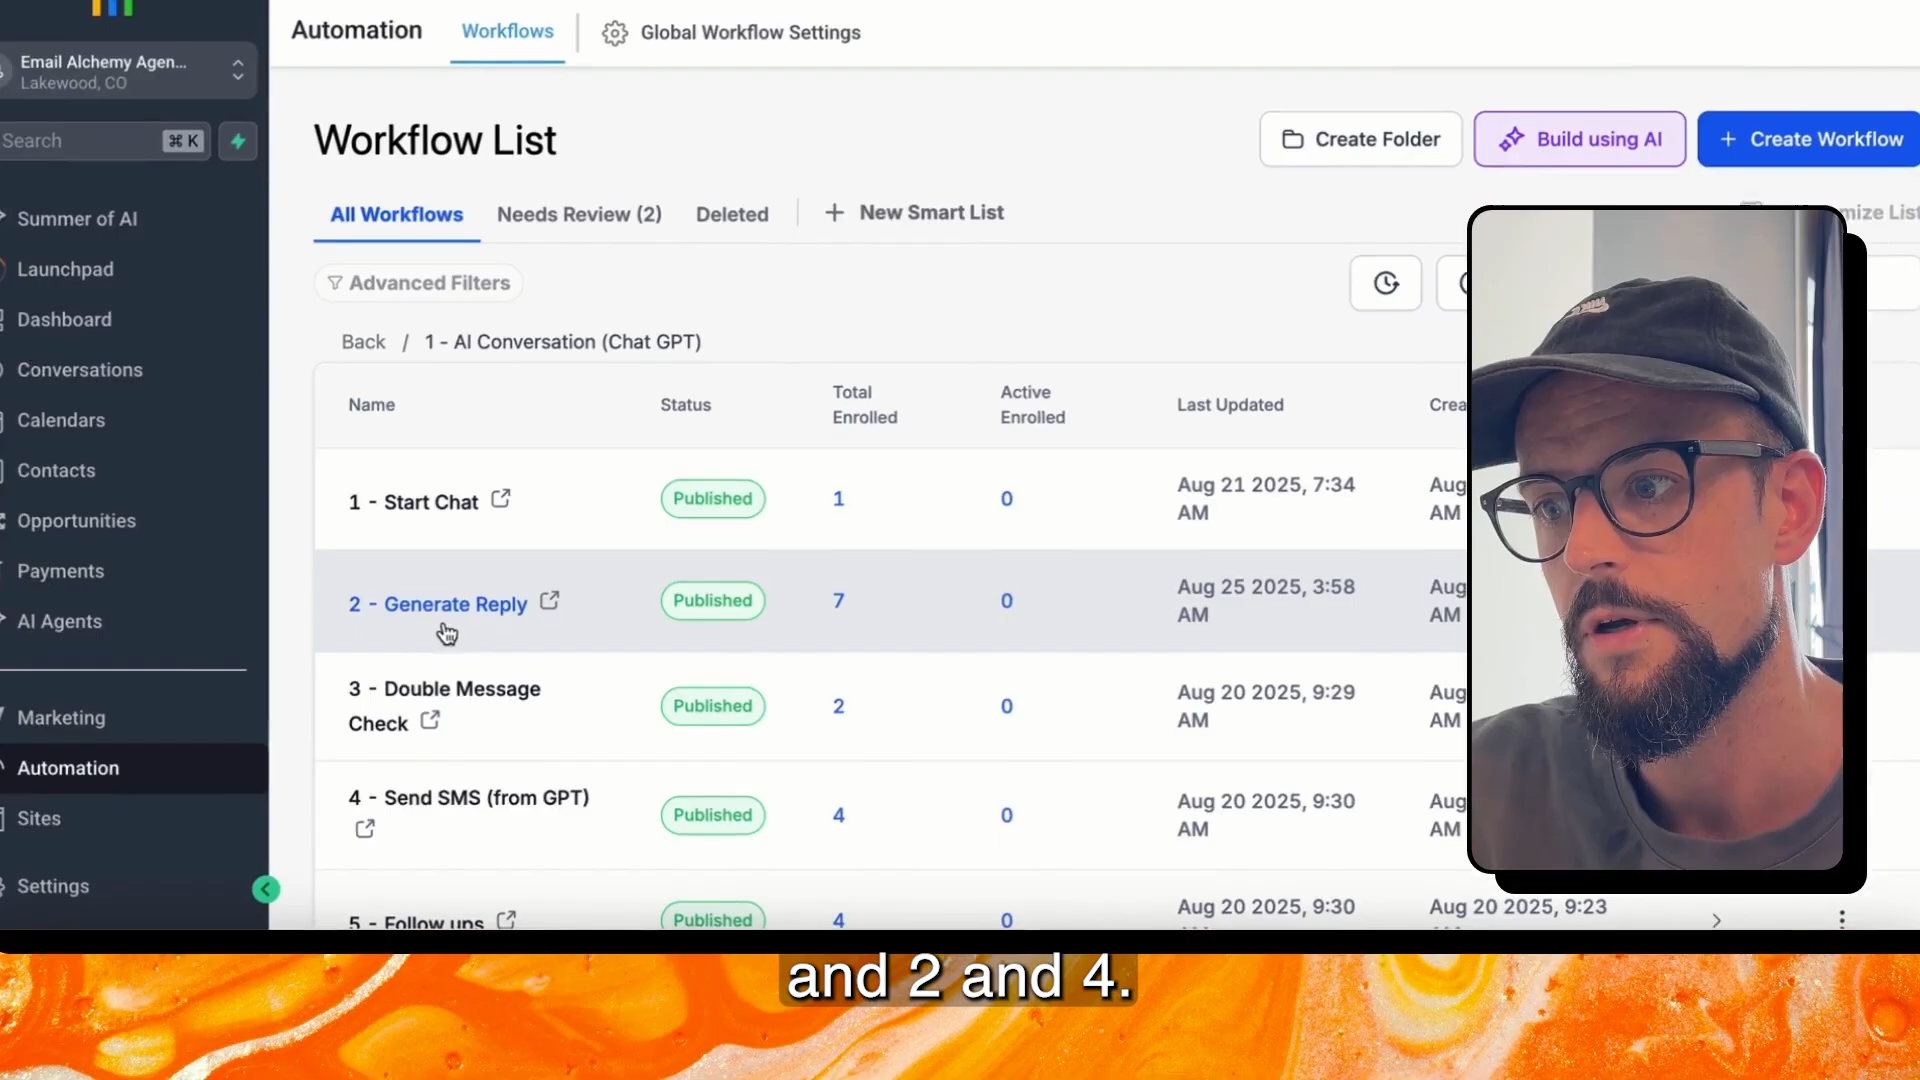 Automation
Workflows
Global Workflow Settings
Email Alchemy Agen...
Lakewood, CO
Search
⌘ K
Summer of AI
Launchpad
Dashboard
Conversations
Calendars
Contacts
Opportunities
Payments
AI Agents
Marketing
Automation
Sites
Settings
Workflow List
Create Folder
Build using AI
+ Create Workflow
All Workflows
Needs Review (2)
Deleted
+ New Smart List
Advanced Filters
Back / 1 - AI Conversation (Chat GPT)
Name
Status
Total
Enrolled
Active
Enrolled
Last Updated
1 - Start Chat
Published
1
0
Aug 21 2025, 7:34
AM
Aug
AM
2 - Generate Reply
Published
7
0
Aug 25 2025, 3:58
AM
Aug
AM
3 - Double Message
Check
Published
2
0
Aug 20 2025, 9:29
AM
Aug
AM
4 - Send SMS (from GPT)
Published
4
0
Aug 20 2025, 9:30
AM
Aug
AM
5 - Follow ups
Published
4
0
Aug 20 2025, 9:30
Aug 20 2025, 9:23
and 2 and 4.